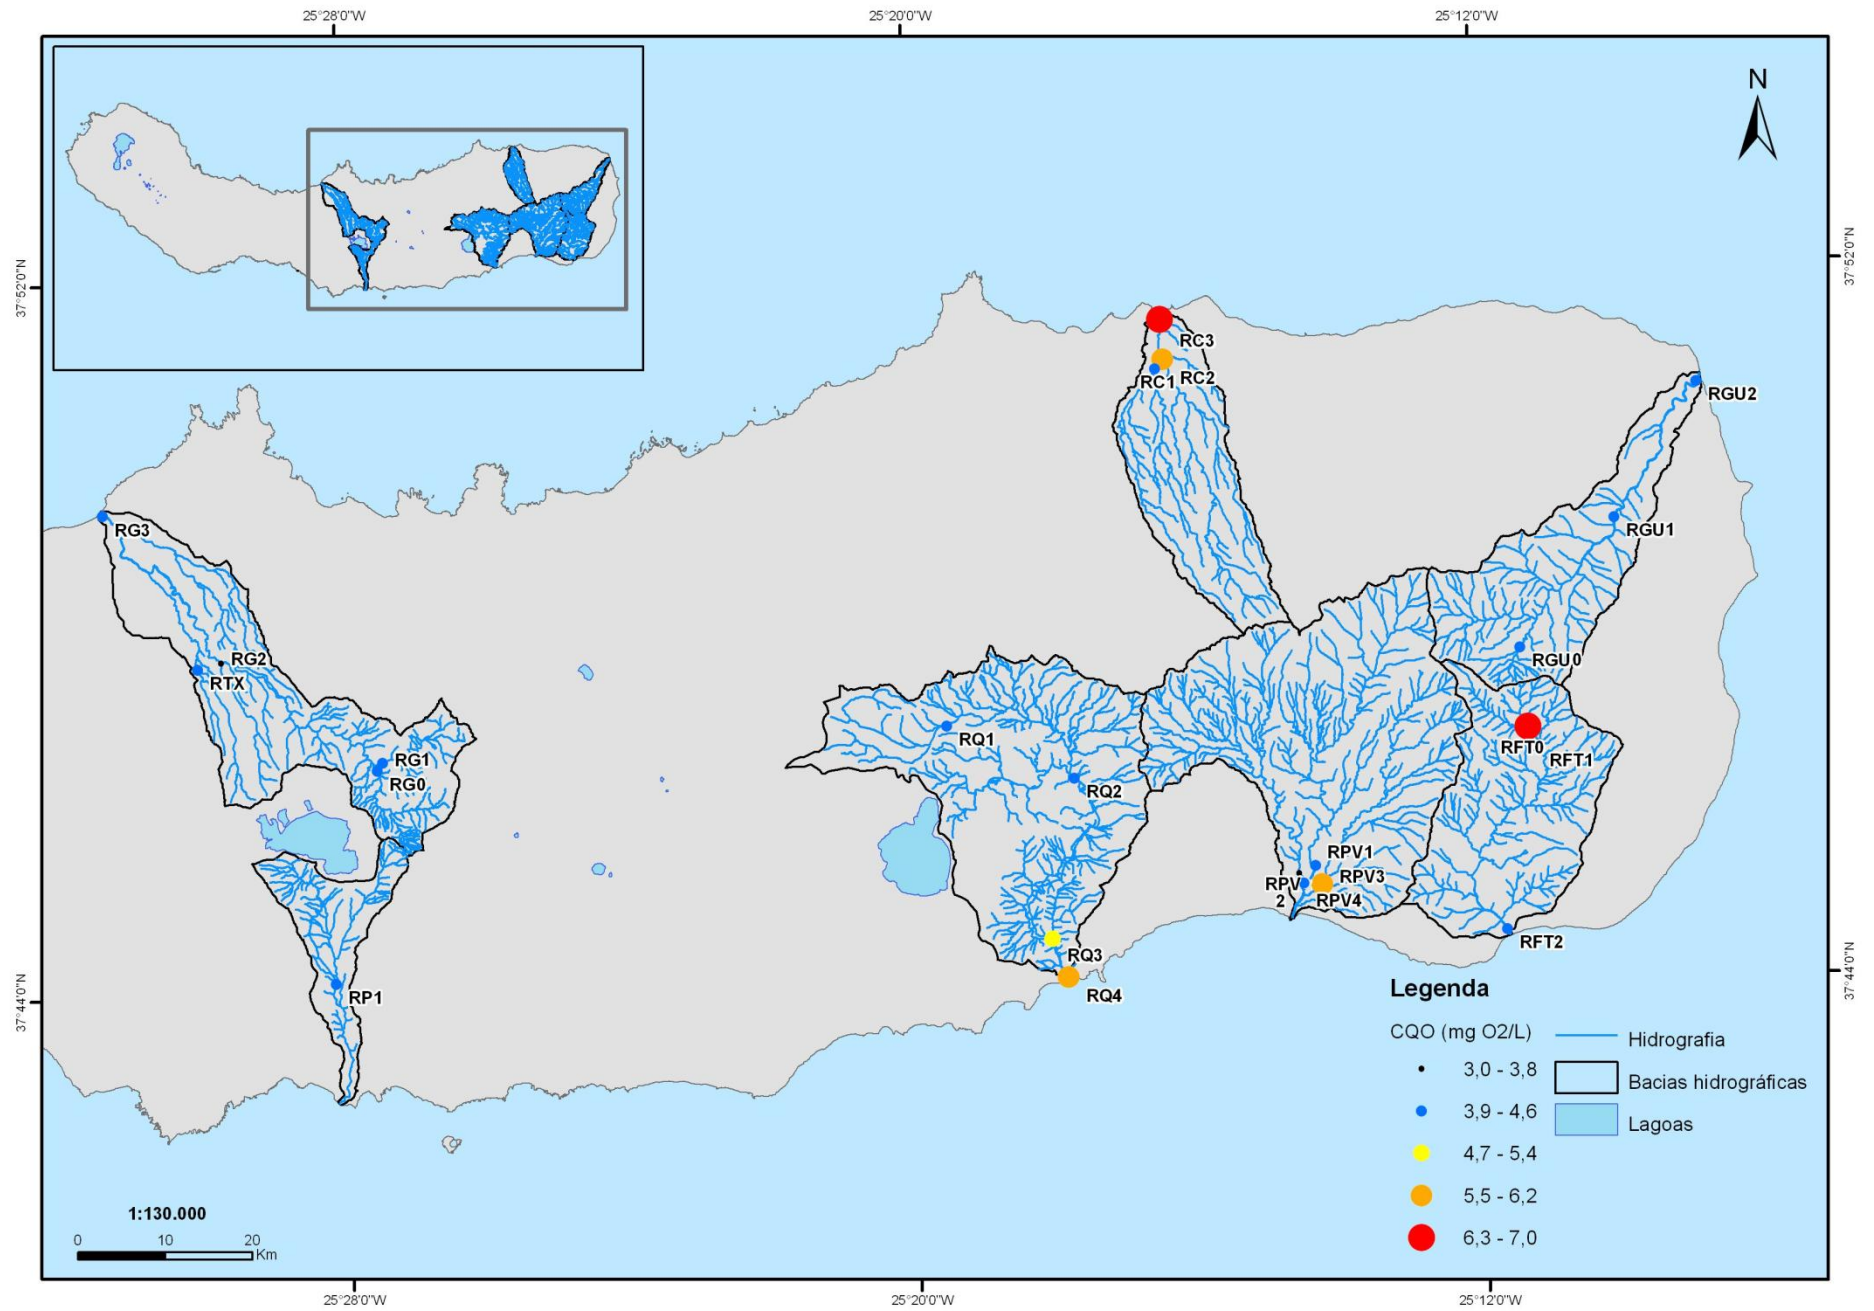 25°28'0"W
25°20'0"W
25°12'0"W
N
37°52'0"N
37°52'0"N
RC3
RC1
RC2
RGU2
RG3
RGU1
RG2
RTX
RGU0
RQ1
RFT0
RFT1
RG1
RG0
RQ2
RPV1
RPV
2
RPV3
RPV4
RFT2
RQ3
RQ4
RP1
37°44'0"N
37°44'0"N
Legenda
CQO (mg O2/L)
3,0 - 3,8
3,9 - 4,6
4,7 - 5,4
5,5 - 6,2
6,3 - 7,0
Hidrografia
Bacias hidrográficas
Lagoas
1:130.000
0 10 20
Km
25°28'0"W
25°20'0"W
25°12'0"W